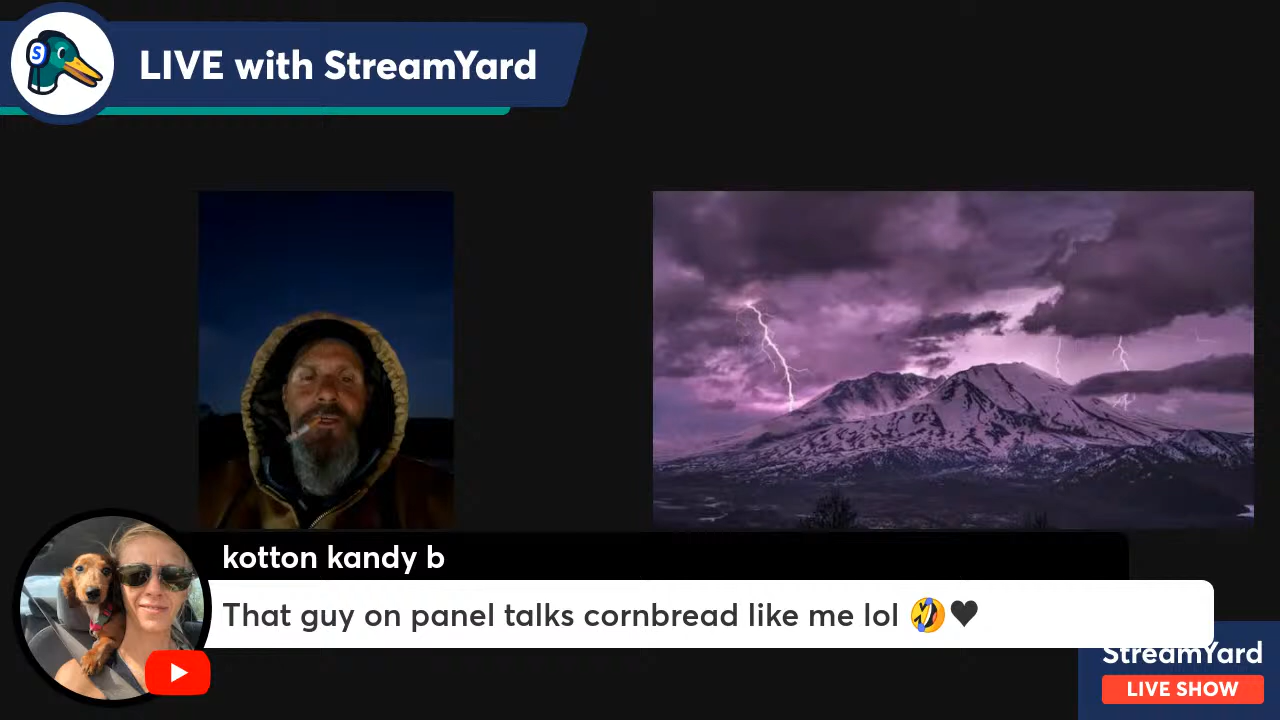 S
LIVE with StreamYard
kotton kandy b
That guy on panel talks cornbread like me lol 🤣♥
StreamYard
LIVE SHOW